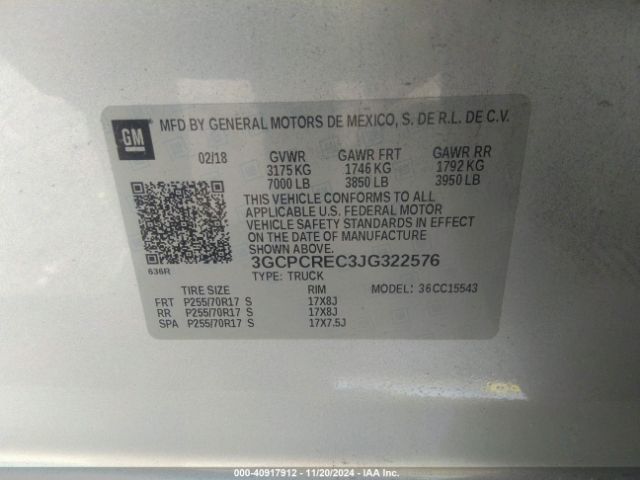 GM
MFD BY GENERAL MOTORS DE MEXICO, S. DE R.L. DE C.V.
02/18 GVWR GAWR FRT GAWR RR
3175 KG 1746 KG 1792 KG
7000 LB 3850 LB 3950 LB
THIS VEHICLE CONFORMS TO ALL
APPLICABLE U.S. FEDERAL MOTOR
VEHICLE SAFETY STANDARDS IN EFFECT
ON THE DATE OF MANUFACTURE
SHOWN ABOVE.
3GCPCREC3JG322576
636R
TYPE: TRUCK
TIRE SIZE RIM MODEL: 36CC15543
FRT P255/70R17 S 17X8J
RR P255/70R17 S 17X8J
SPA P255/70R17 S 17X7.5J
000-40917912 - 11/20/2024 - IAA Inc.